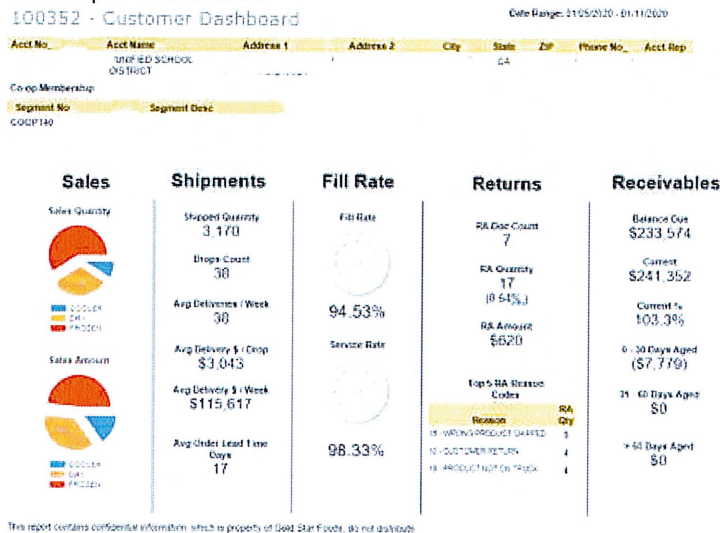 100352 - Customer Dashboard
Date Range: 01/05/2020 - 01/11/2020
Acct No_ Acct Name Address 1 Address 2 City State ZIP Phone No_ Acct Rep
UNIFIED SCHOOL DISTRICT CA
Co-op Membership
Segment No Segment Desc
COOP140
Sales
Sales Quantity
COOLER
DRY
FROZEN
Sales Amount
COOLER
DRY
FROZEN
Shipments
Shipped Quantity
3,170
Drops Count
38
Avg Deliveries / Week
38
Avg Delivery $ / Drop
$3,043
Avg Delivery $ / Week
$115,617
Avg Order Lead Time
Days
17
Fill Rate
Fill Rate
94.53%
Service Rate
98.33%
Returns
RA Doc Count
7
RA Quantity
17
(0.54%)
RA Amount
$620
Top 5 RA Reason
Codes
Reason RA Qty
WRONG PRODUCT SHIPPED
CUSTOMER RETURN 4
PRODUCT NOT ON TRUCK 4
Receivables
Balance Due
$233,574
Current
$241,352
Current %
103.3%
0 - 30 Days Aged
($7,779)
31 - 60 Days Aged
$0
> 60 Days Aged
$0
This report contains confidential information which is property of Gold Star Foods, do not distribute